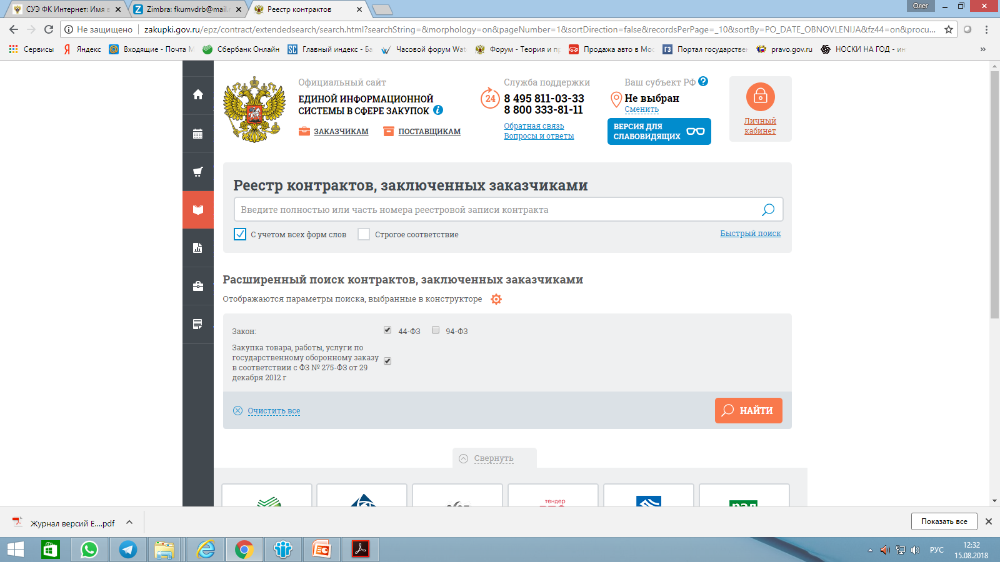 СУЭ ФК Интернет: Имя в
Zimbra: fkumvdrb@mail.
Реестр контрактов
Олег
Не защищено
zakupki.gov.ru/epz/contract/extendedsearch/search.html?searchString=&morphology=on&pageNumber=1&sortDirection=false&recordsPerPage=_10&sortBy=PO_DATE_OBNOVLENIJA&fz44=on&procu...
Сервисы
Яндекс
Входящие - Почта М
Сбербанк Онлайн
Главный индекс - Ба
Часовой форум Wat
Форум - Теория и пр
Продажа авто в Мос
Портал государствен
pravo.gov.ru
НОСКИ НА ГОД - ин
»
Официальный сайт
ЕДИНОЙ ИНФОРМАЦИОННОЙ
СИСТЕМЫ В СФЕРЕ ЗАКУПОК
ЗАКАЗЧИКАМ
ПОСТАВЩИКАМ
24
Служба поддержки
8 495 811-03-33
8 800 333-81-11
Обратная связь
Вопросы и ответы
Ваш субъект РФ
Не выбран
Сменить
ВЕРСИЯ ДЛЯ
СЛАБОВИДЯЩИХ
Личный
кабинет
Реестр контрактов, заключенных заказчиками
Введите полностью или часть номера реестровой записи контракта
С учетом всех форм слов
Строгое соответствие
Быстрый поиск
Расширенный поиск контрактов, заключенных заказчиками
Отображаются параметры поиска, выбранные в конструкторе
Закон:
44-ФЗ
94-ФЗ
Закупка товара, работы, услуги по
государственному оборонному заказу
в соответствии с ФЗ № 275-ФЗ от 29
декабря 2012 г
Очистить все
НАЙТИ
Свернуть
тендер
Журнал версий Е....pdf
Показать все
РУС
12:32
15.08.2018